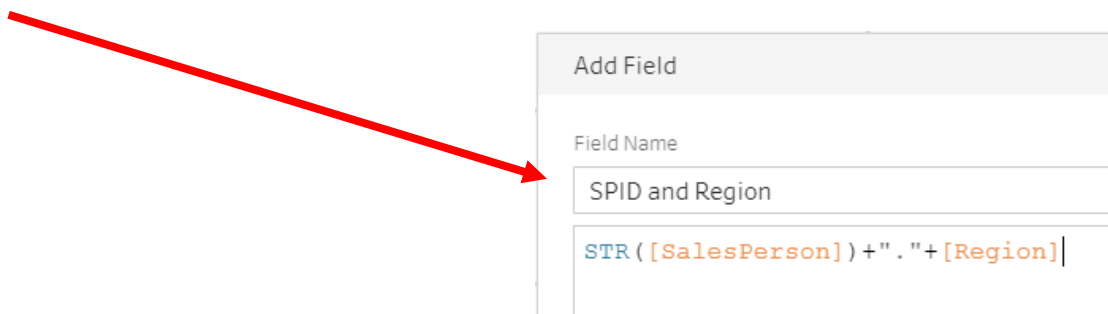 Add Field
Field Name
SPID and Region
STR([SalesPerson])+"."+[Region]